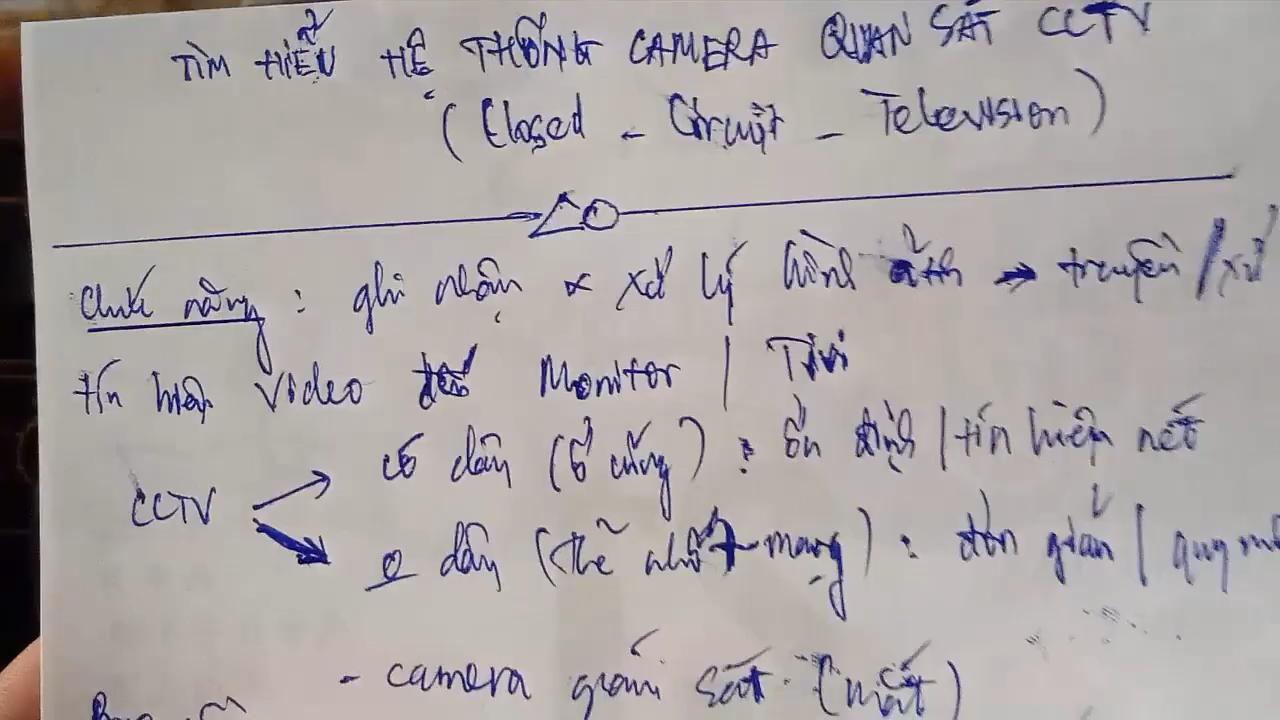 TÌM HIỂU HỆ THỐNG CAMERA QUAN SÁT CCTV
(Closed - Circuit - Television)
Chức năng : ghi nhận & xử lý hình ảnh → truyền / xử
tín hiệu Video đến Monitor / Tivi
CCTV
có dây (ổ cứng) : ổn định / tín hiệu nét
0 dây (thẻ nhớ + mạng) : đơn giản / quy mô
- camera giám sát (mắt)